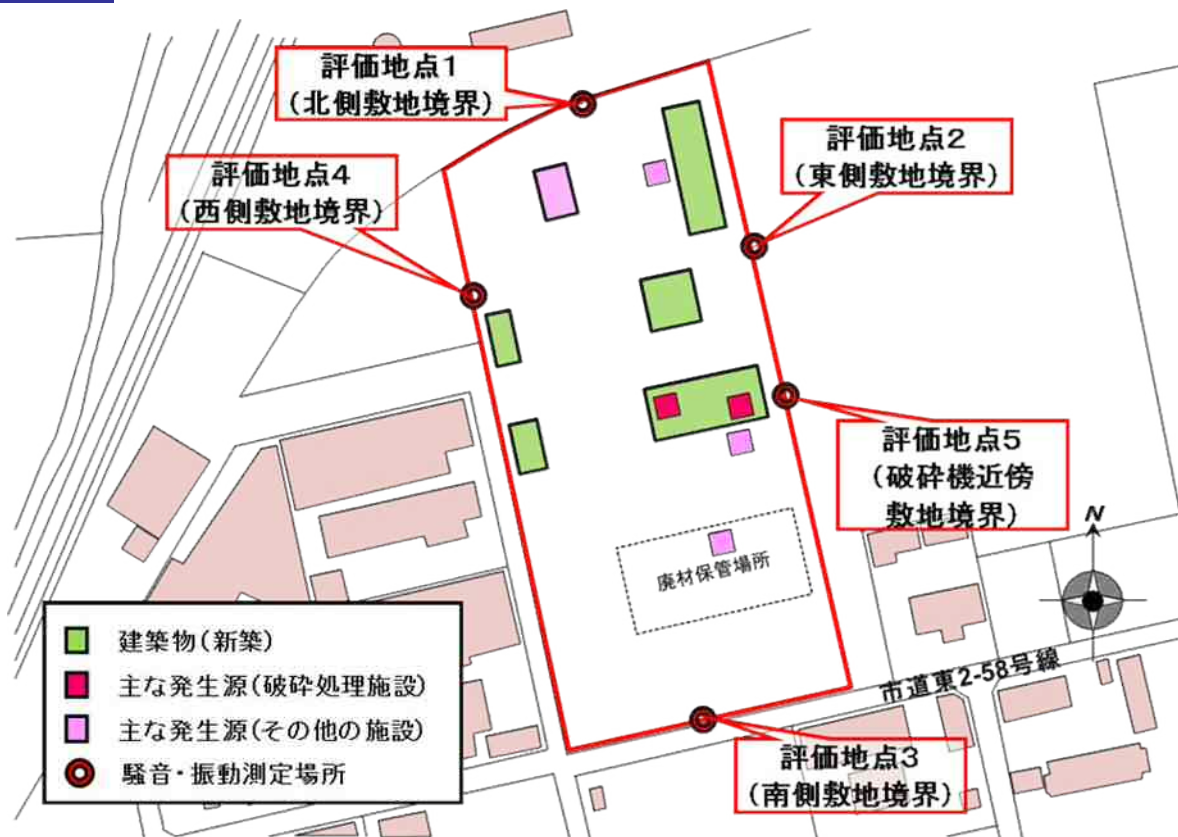 評価地点1
(北側敷地境界)
評価地点2
(東側敷地境界)
評価地点4
(西側敷地境界)
評価地点5
(破砕機近傍
敷地境界)
N
廃材保管場所
市道東2-58号線
評価地点3
(南側敷地境界)
建築物(新築)
主な発生源(破砕処理施設)
主な発生源(その他の施設)
騒音・振動測定場所